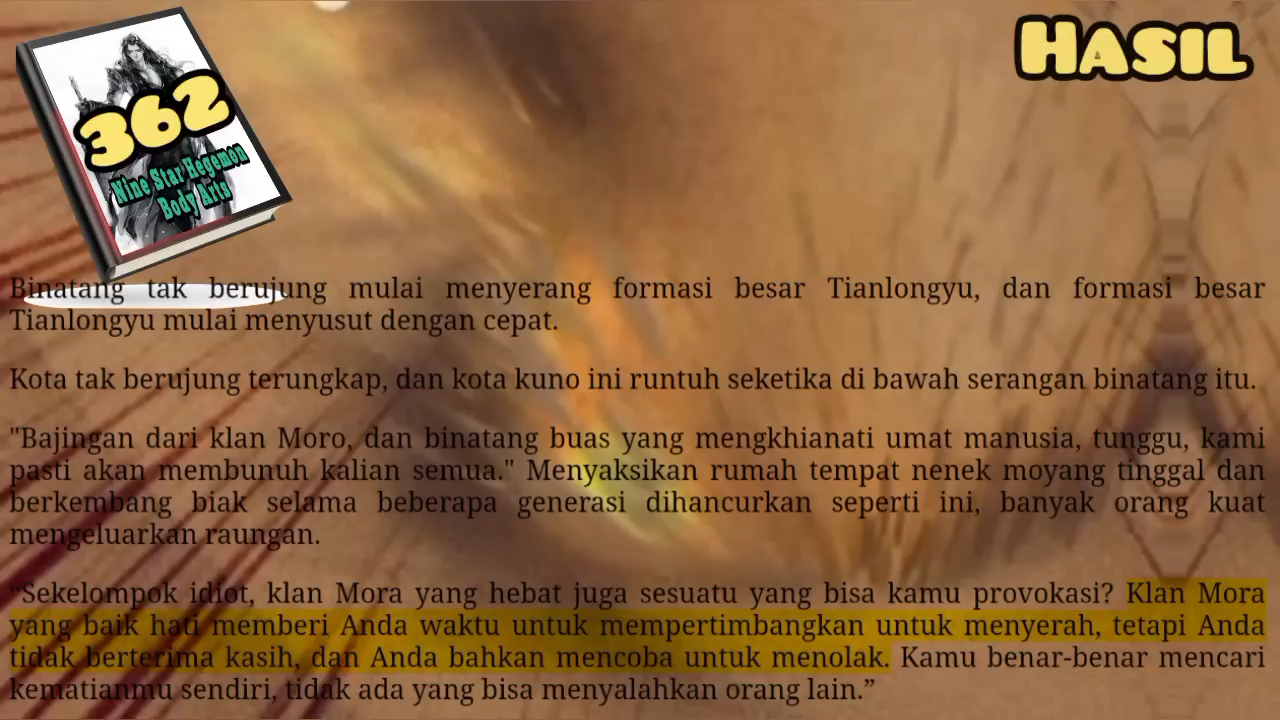 HASIL
362
Nine Star Hegemon
Body Arts
Binatang tak berujung mulai menyerang formasi besar Tianlongyu, dan formasi besar
Tianlongyu mulai menyusut dengan cepat.
Kota tak berujung terungkap, dan kota kuno ini runtuh seketika di bawah serangan binatang itu.
"Bajingan dari klan Moro, dan binatang buas yang mengkhianati umat manusia, tunggu, kami
pasti akan membunuh kalian semua." Menyaksikan rumah tempat nenek moyang tinggal dan
berkembang biak selama beberapa generasi dihancurkan seperti ini, banyak orang kuat
mengeluarkan raungan.
“Sekelompok idiot, klan Mora yang hebat juga sesuatu yang bisa kamu provokasi? Klan Mora
yang baik hati memberi Anda waktu untuk mempertimbangkan untuk menyerah, tetapi Anda
tidak berterima kasih, dan Anda bahkan mencoba untuk menolak. Kamu benar-benar mencari
kematianmu sendiri, tidak ada yang bisa menyalahkan orang lain.”